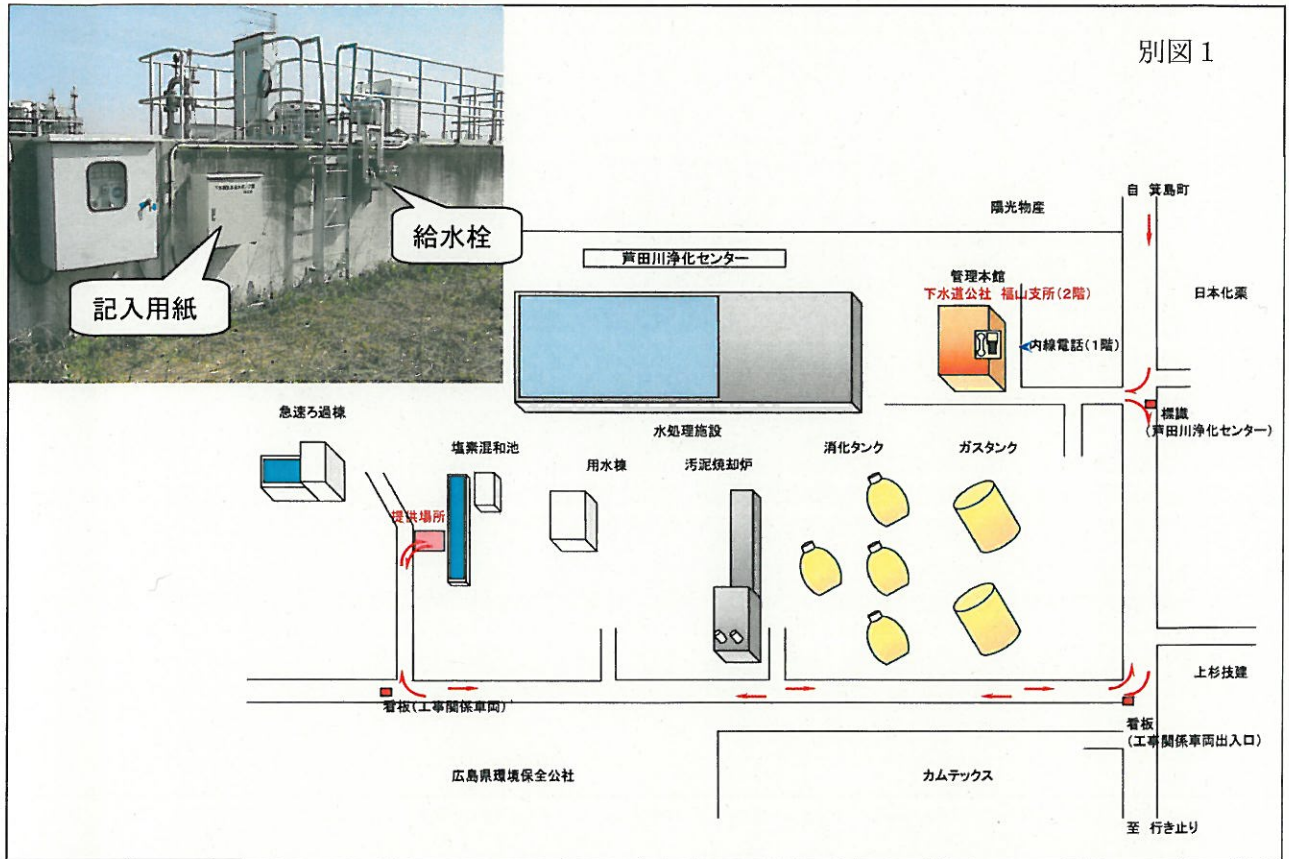 別図1
給水栓
記入用紙
自 箕島町
陽光物産
芦田川浄化センター
管理本館
下水道公社 福山支所(2階)
日本化薬
内線電話(1階)
急速ろ過棟
標識
(芦田川浄化センター)
水処理施設
塩素混和池
消化タンク
ガスタンク
用水棟
汚泥焼却炉
提供場所
上杉技建
看板(工事関係車両)
看板
(工事関係車両出入口)
広島県環境保全公社
カムテックス
至 行き止り